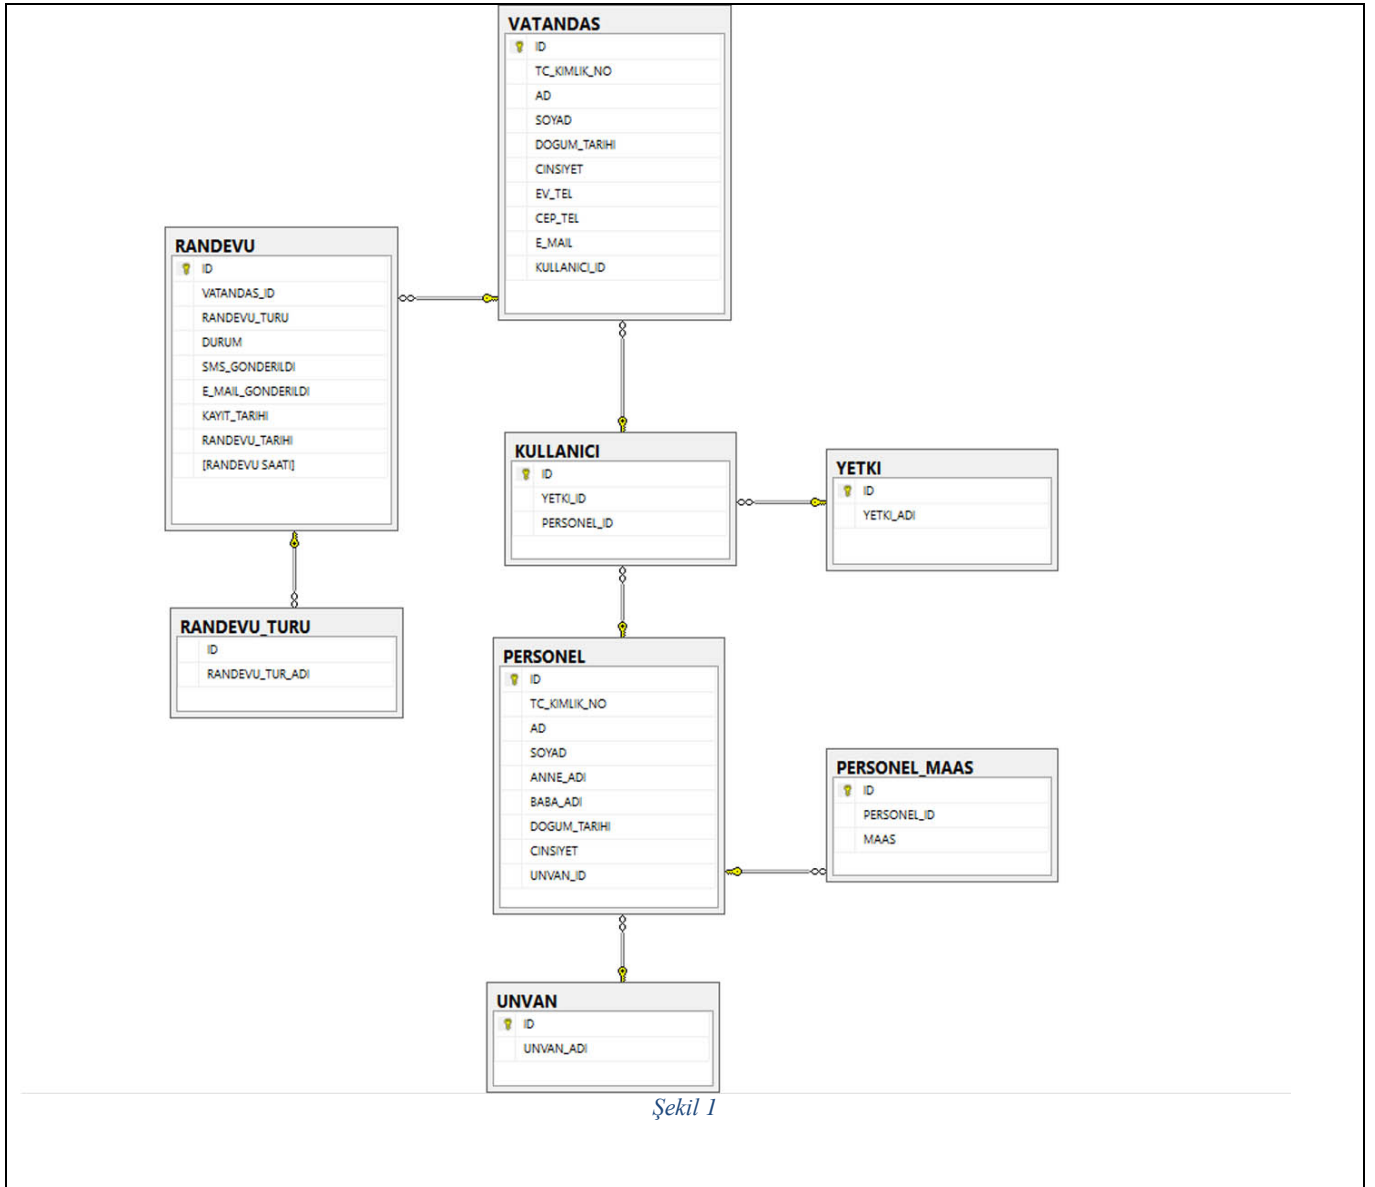 VATANDAS
ID
TC_KIMLIK_NO
AD
SOYAD
DOGUM_TARIHI
CINSIYET
EV_TEL
CEP_TEL
E_MAIL
KULLANICI_ID
RANDEVU
ID
VATANDAS_ID
RANDEVU_TURU
DURUM
SMS_GONDERILDI
E_MAIL_GONDERILDI
KAYIT_TARIHI
RANDEVU_TARIHI
[RANDEVU SAATI]
KULLANICI
ID
YETKI_ID
PERSONEL_ID
YETKI
ID
YETKI_ADI
RANDEVU_TURU
ID
RANDEVU_TUR_ADI
PERSONEL
ID
TC_KIMLIK_NO
AD
SOYAD
ANNE_ADI
BABA_ADI
DOGUM_TARIHI
CINSIYET
UNVAN_ID
PERSONEL_MAAS
ID
PERSONEL_ID
MAAS
UNVAN
ID
UNVAN_ADI
Şekil 1